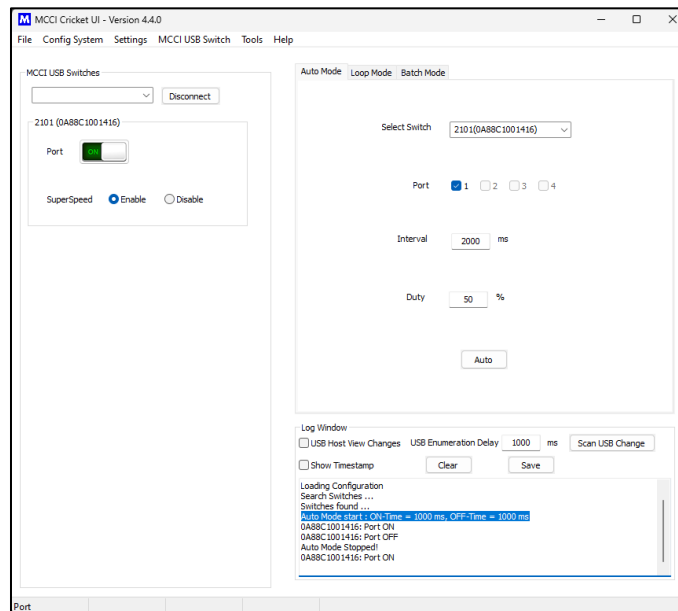 M MCCI Cricket UI - Version 4.4.0
File Config System Settings MCCI USB Switch Tools Help
MCCI USB Switches
Disconnect
2101 (0A88C1001416)
Port ON
SuperSpeed Enable Disable
Auto Mode Loop Mode Batch Mode
Select Switch 2101(0A88C1001416)
Port 1 2 3 4
Interval 2000 ms
Duty 50 %
Auto
Log Window
USB Host View Changes USB Enumeration Delay 1000 ms Scan USB Change
Show Timestamp Clear Save
Loading Configuration
Search Switches ...
Switches found ...
Auto Mode start : ON-Time = 1000 ms, OFF-Time = 1000 ms
0A88C1001416: Port ON
0A88C1001416: Port OFF
Auto Mode Stopped!
0A88C1001416: Port ON
Port